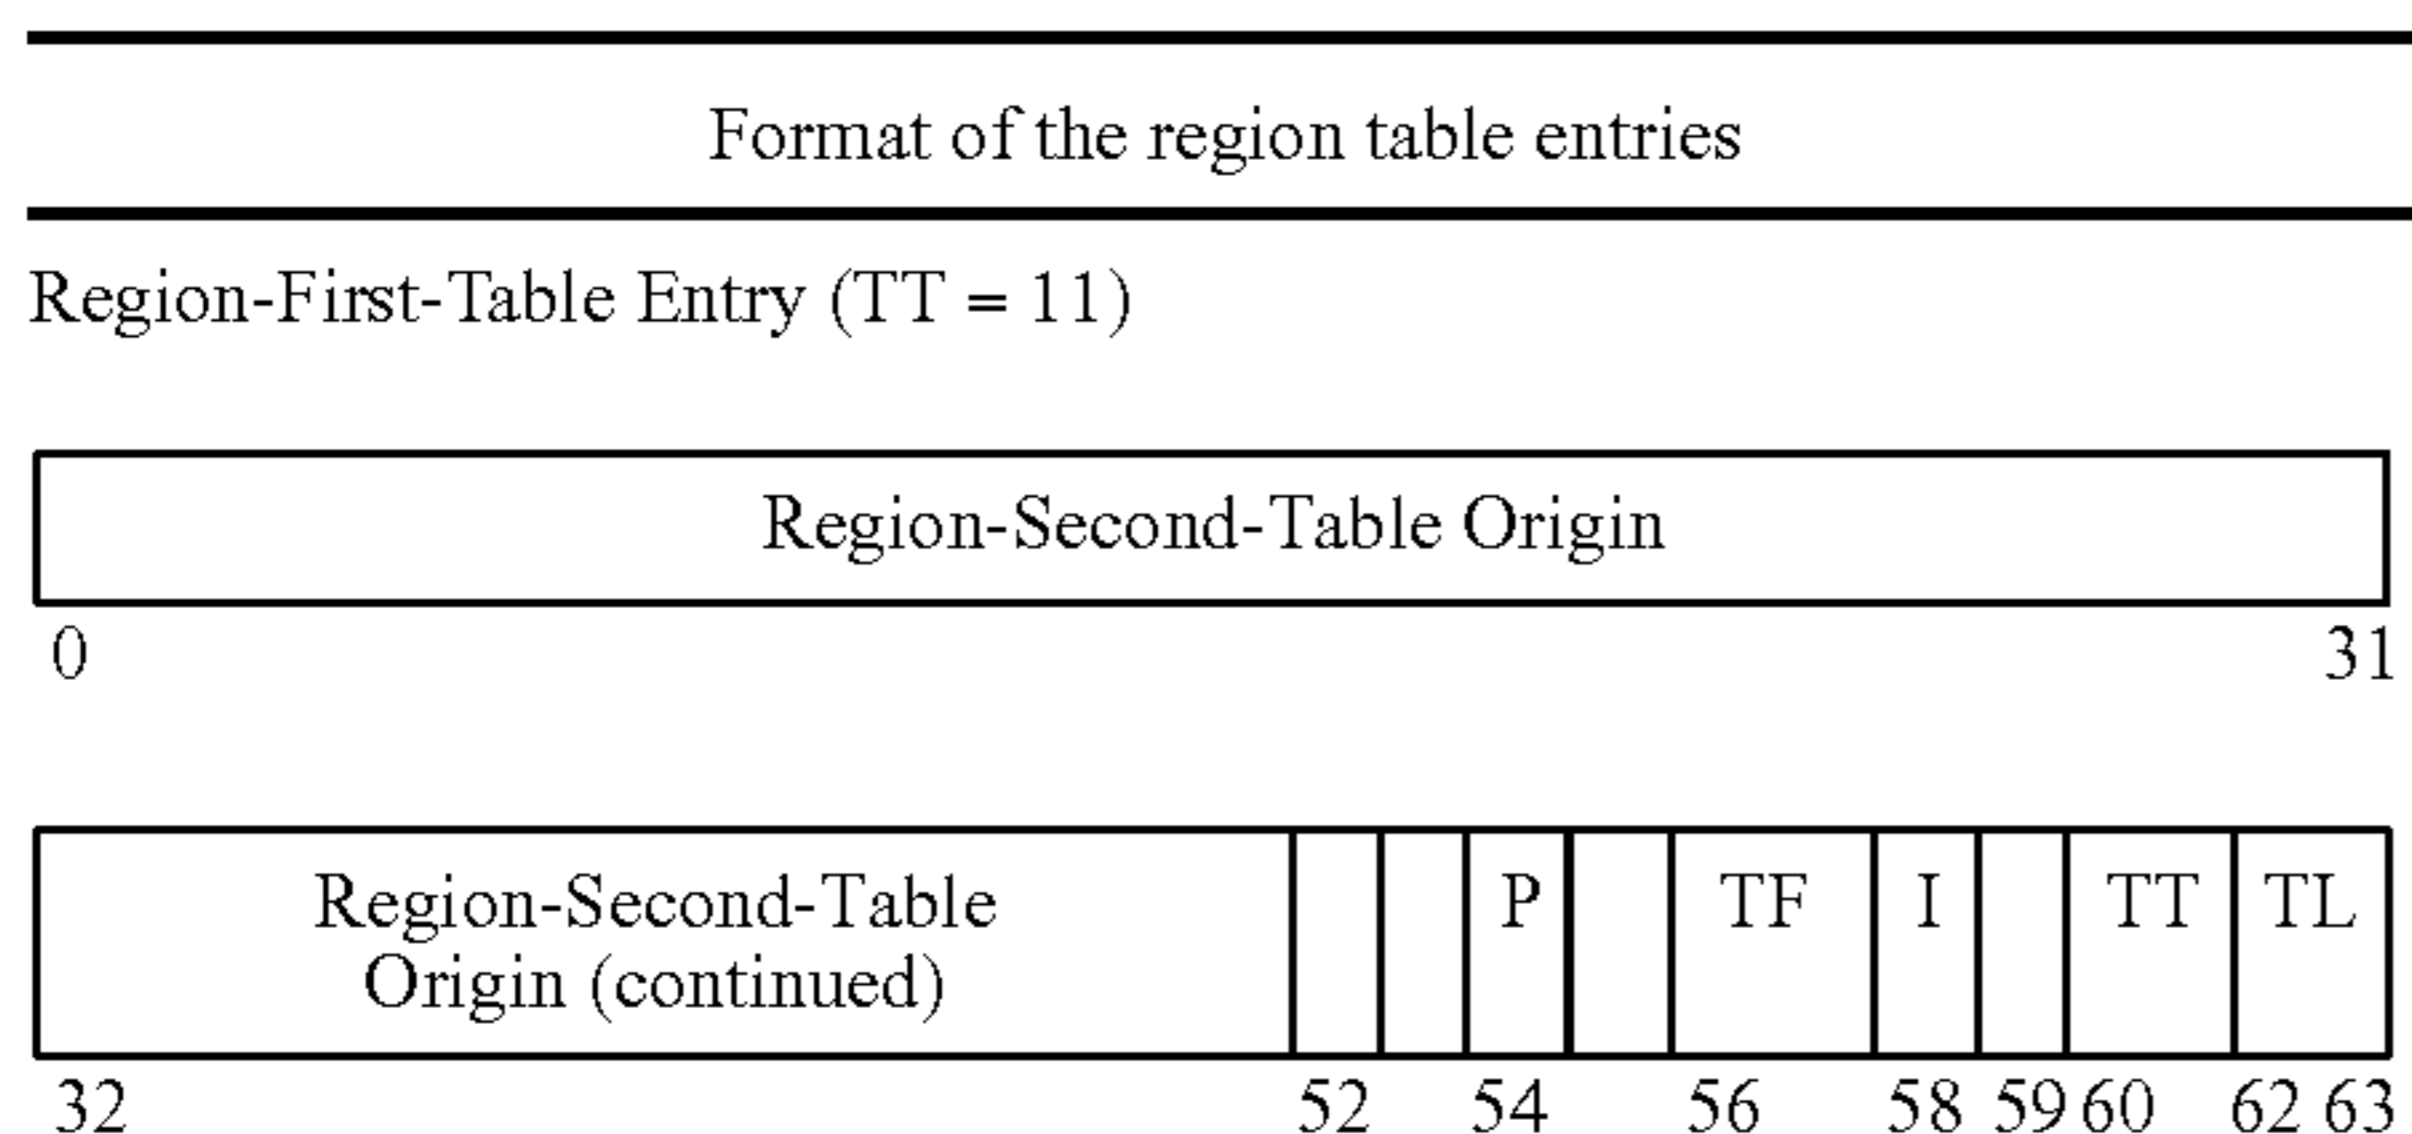 Format of the region table entries
Region-First-Table Entry (TT = 11)
Region-Second-Table Origin
0 31
Region-Second-Table
Origin (continued)
P TF I TT TL
32 52 54 56 58 59 60 62 63